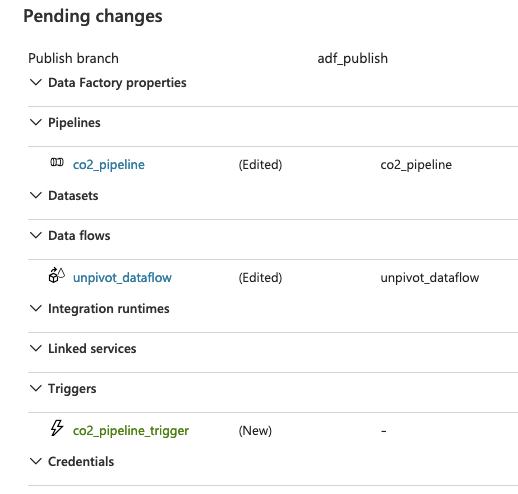 Pending changes
Publish branch adf_publish
Data Factory properties
Pipelines
co2_pipeline (Edited) co2_pipeline
Datasets
Data flows
unpivot_dataflow (Edited) unpivot_dataflow
Integration runtimes
Linked services
Triggers
co2_pipeline_trigger (New) -
Credentials